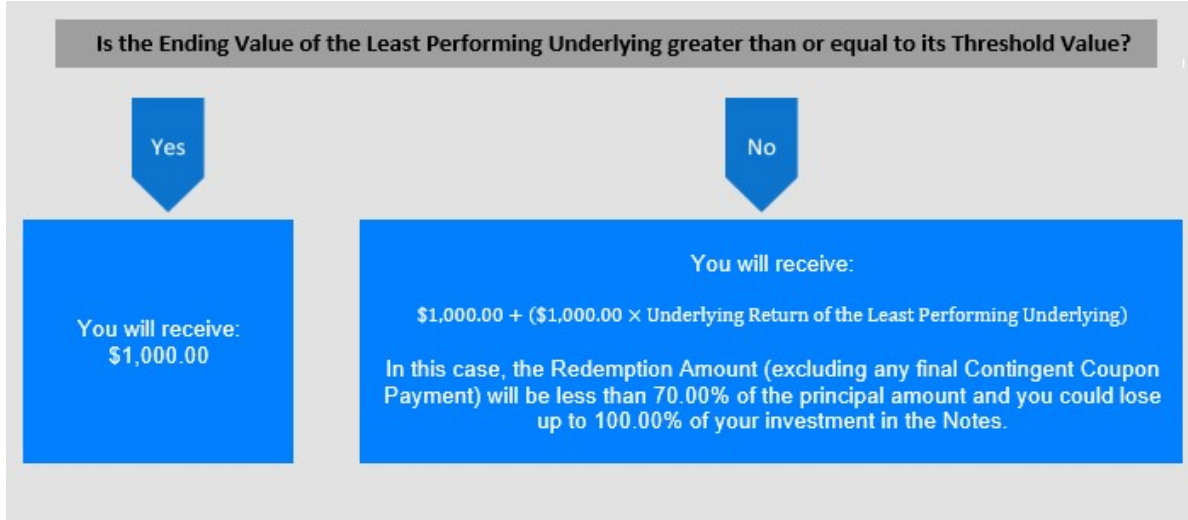 Is the Ending Value of the Least Performing Underlying greater than or equal to its Threshold Value?
Yes
No
You will receive:
$1,000.00
You will receive:
$1,000.00 + ($1,000.00 × Underlying Return of the Least Performing Underlying)
In this case, the Redemption Amount (excluding any final Contingent Coupon
Payment) will be less than 70.00% of the principal amount and you could lose
up to 100.00% of your investment in the Notes.